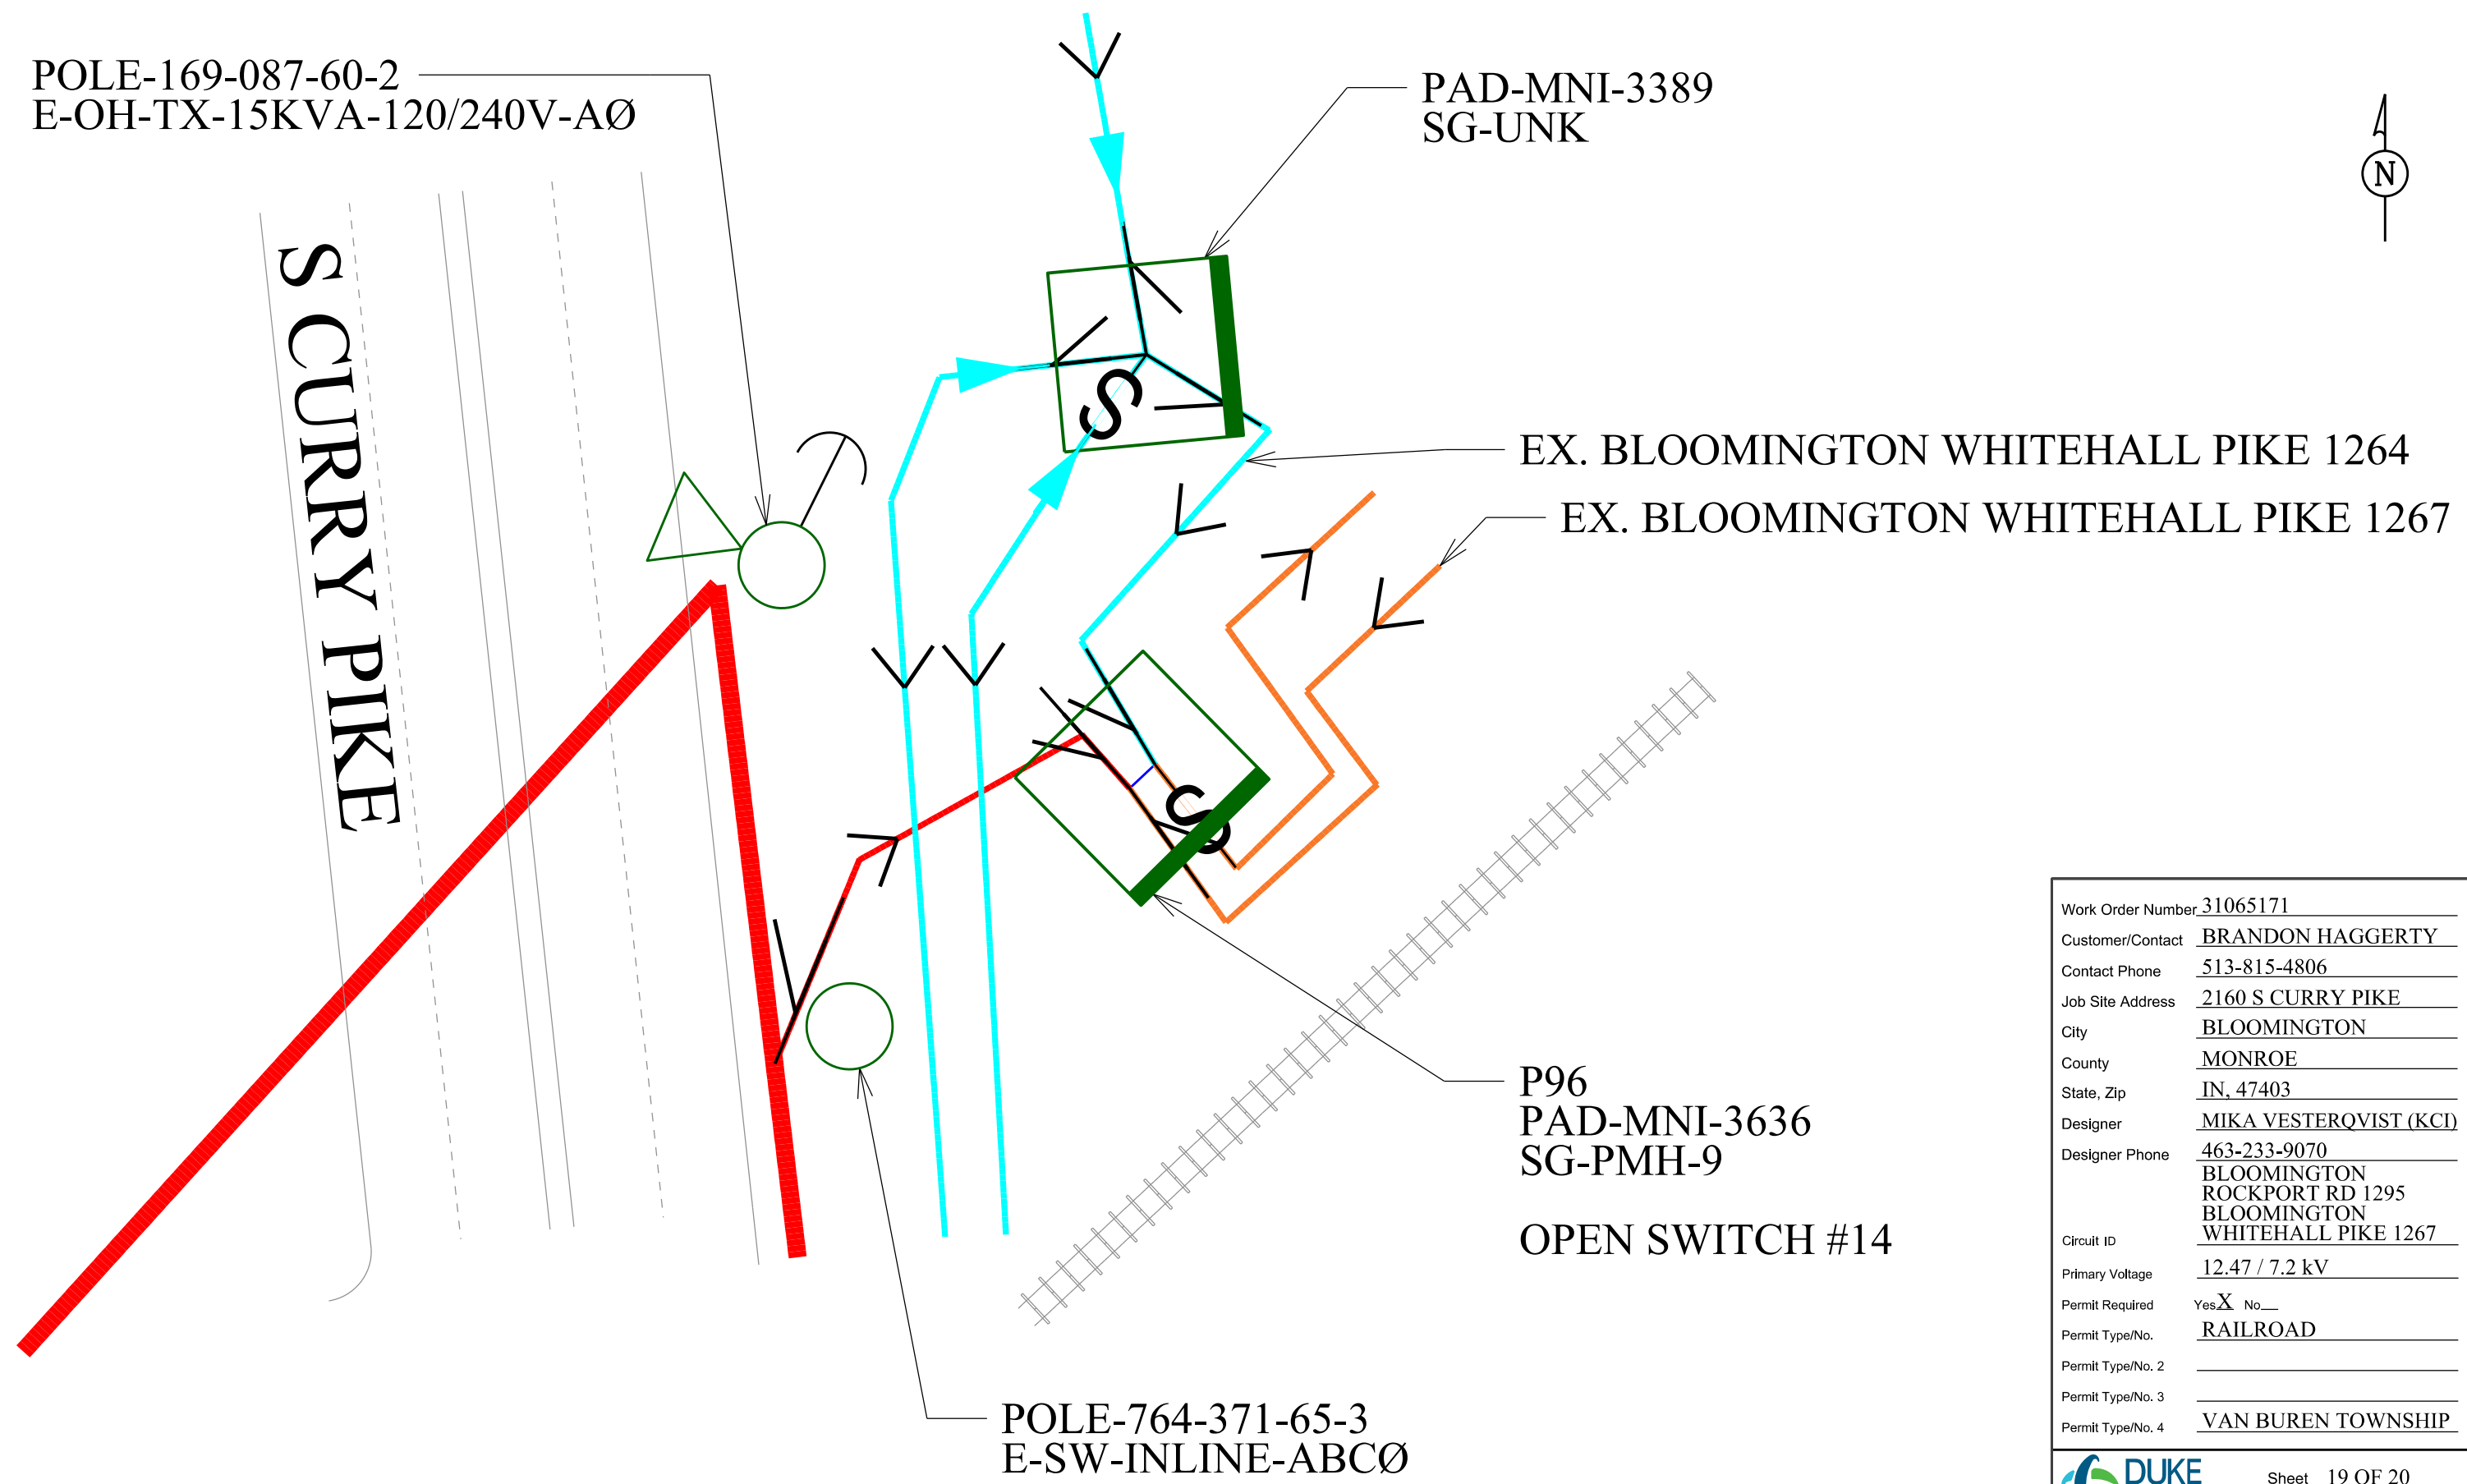 POLE-169-087-60-2
E-OH-TX-15KVA-120/240V-AØ
PAD-MNI-3389
SG-UNK
N
S CURRY PIKE
S
EX. BLOOMINGTON WHITEHALL PIKE 1264
EX. BLOOMINGTON WHITEHALL PIKE 1267
S
P96
PAD-MNI-3636
SG-PMH-9
OPEN SWITCH #14
POLE-764-371-65-3
E-SW-INLINE-ABCØ
Work Order Number 31065171
Customer/Contact BRANDON HAGGERTY
Contact Phone 513-815-4806
Job Site Address 2160 S CURRY PIKE
City BLOOMINGTON
County MONROE
State, Zip IN, 47403
Designer MIKA VESTERQVIST (KCI)
Designer Phone 463-233-9070
BLOOMINGTON
ROCKPORT RD 1295
BLOOMINGTON
Circuit ID WHITEHALL PIKE 1267
Primary Voltage 12.47 / 7.2 kV
Permit Required Yes X No
Permit Type/No. RAILROAD
Permit Type/No. 2
Permit Type/No. 3
Permit Type/No. 4 VAN BUREN TOWNSHIP
DUKE
Sheet 19 OF 20